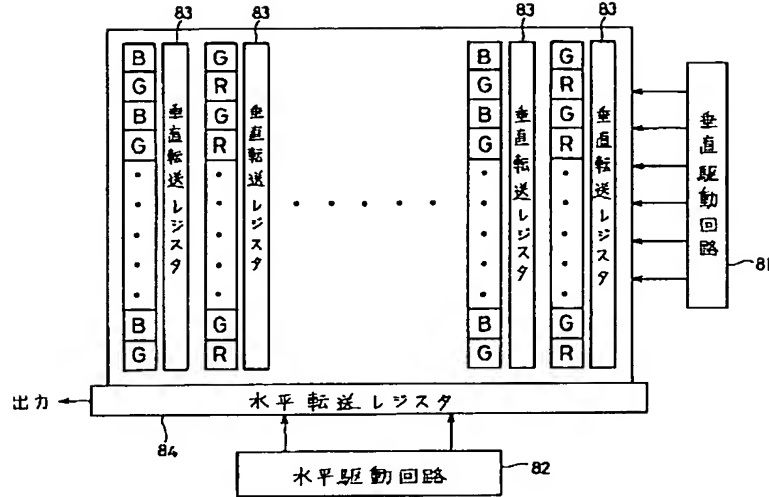 83 83 83 83
B G B G
G R G R
B G B G
G R G R
垂直転送レジスタ 垂直転送レジスタ 垂直転送レジスタ 垂直転送レジスタ
垂直駆動回路
81
B G B G
G R G R
出力
水平転送レジスタ
84
水平駆動回路
82